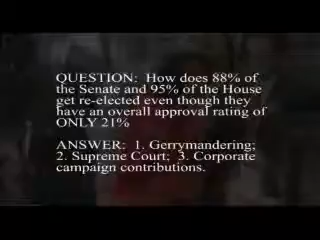 QUESTION:  How does 88% of
the Senate and 95% of the House
get re-elected even though they
have an overall approval rating of
ONLY 21%
ANSWER:  1. Gerrymandering;
2. Supreme Court;  3. Corporate
campaign contributions.